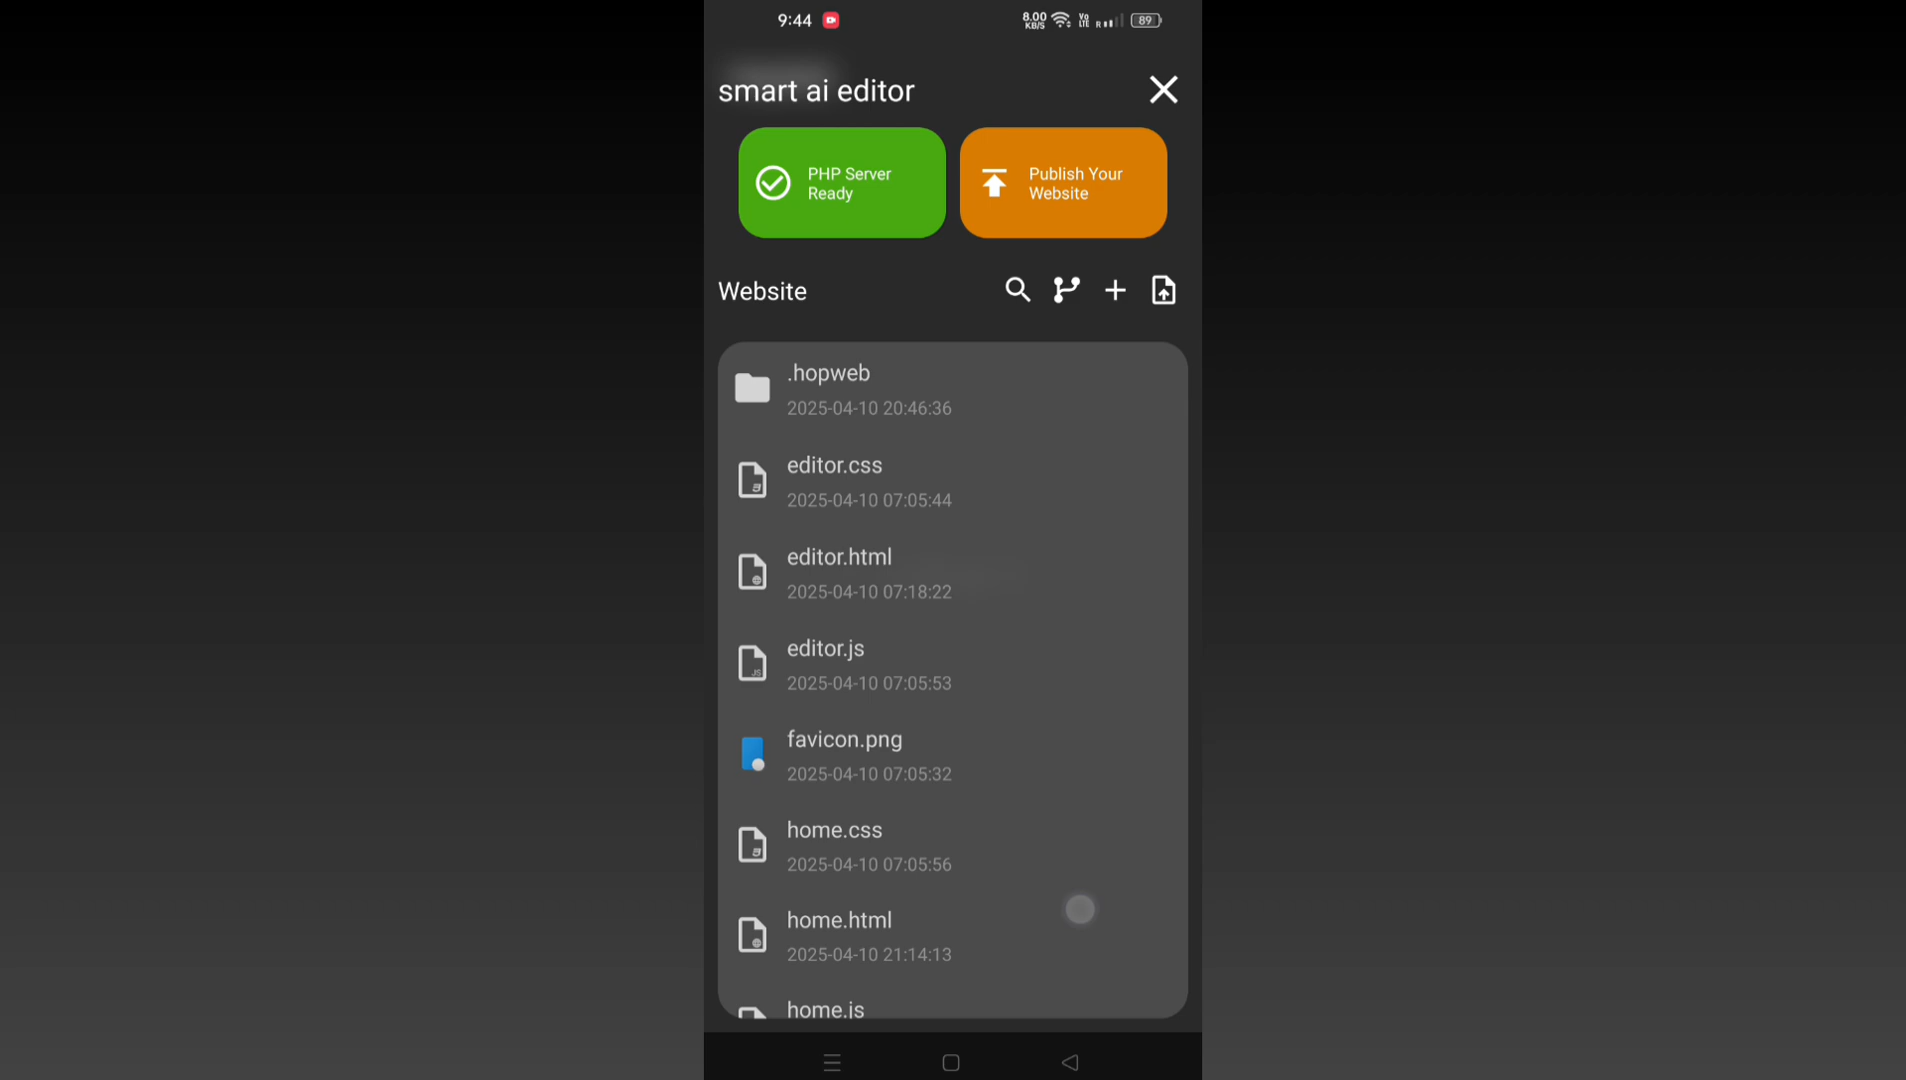 9:44
8.00
KB/S
Vo
LTE
R
89
smart ai editor
PHP Server
Ready
Publish Your
Website
Website
.hopweb
2025-04-10 20:46:36
editor.css
2025-04-10 07:05:44
editor.html
2025-04-10 07:18:22
editor.js
2025-04-10 07:05:53
JS
favicon.png
2025-04-10 07:05:32
home.css
2025-04-10 07:05:56
home.html
2025-04-10 21:14:13
home.js